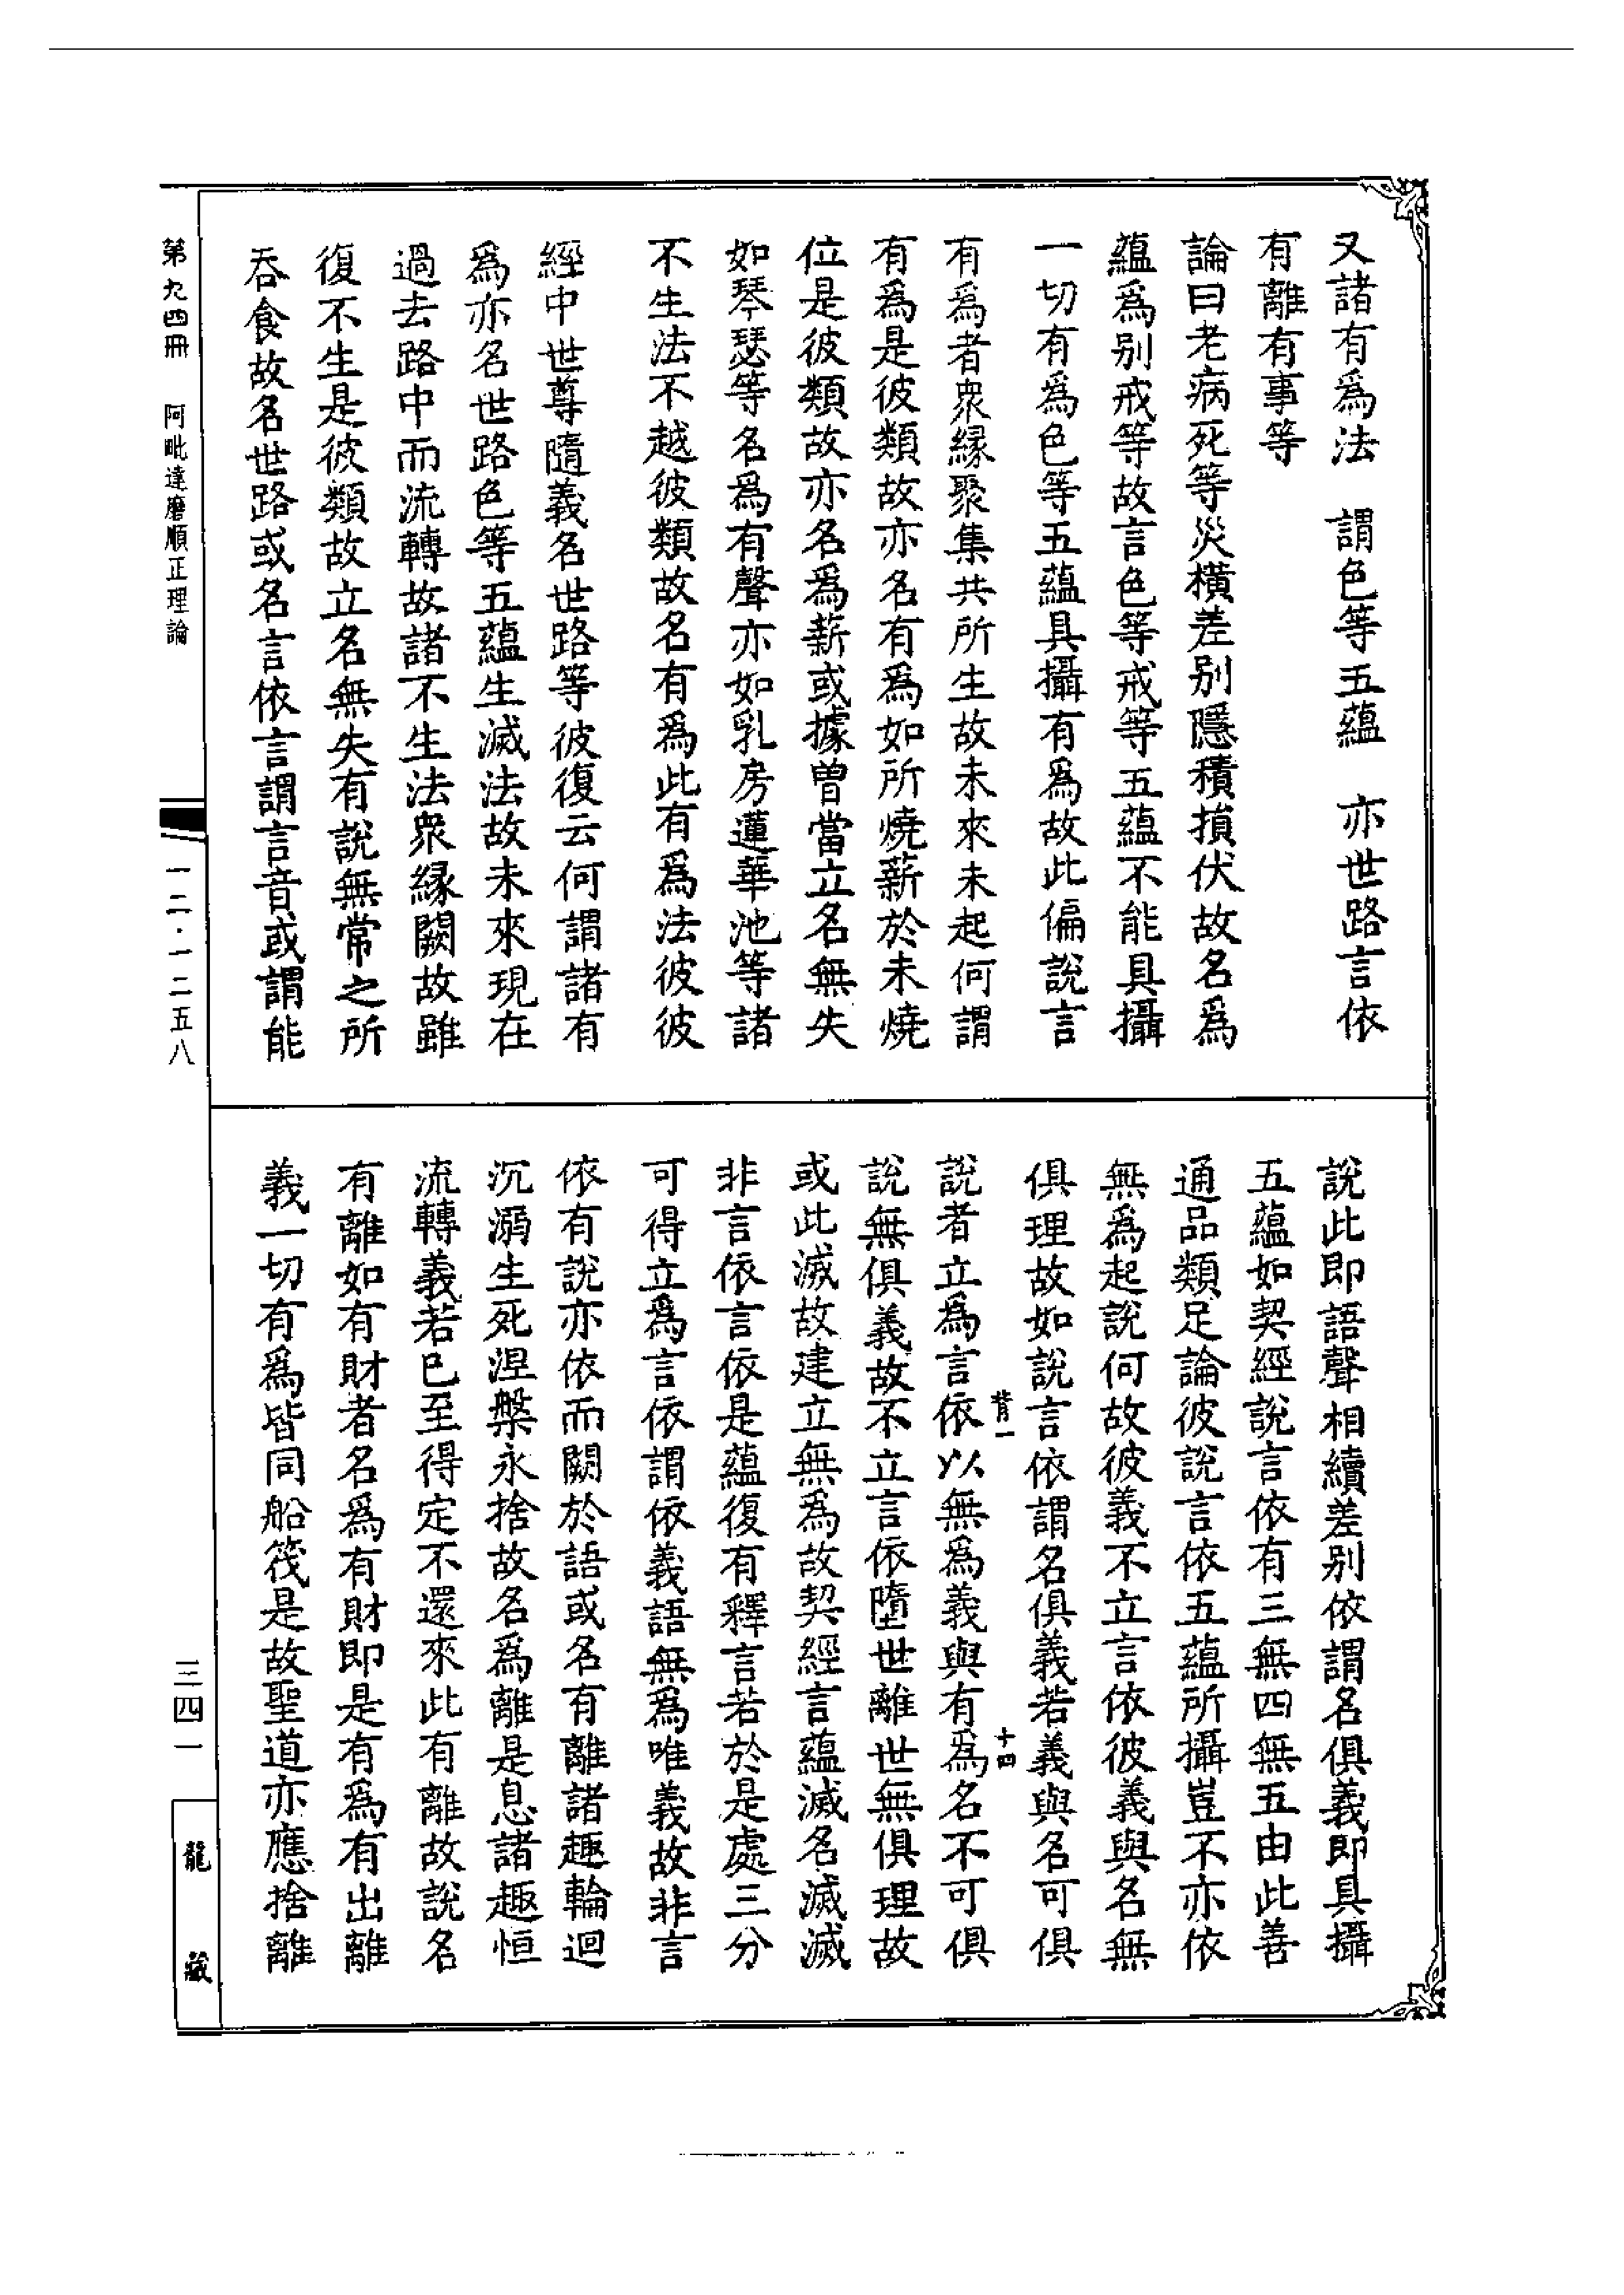 又諸有為法　謂色等五蘊　亦世路言依
有離有事等
論曰老病死等災橫差别隱積損伏故名爲
蘊爲别戒等故言色等戒等五蘊不能具攝
一切有為色等五蘊具攝有為故此偏說言
有爲者衆縁聚集共所生故未來未起何謂
有爲是彼類故亦名有爲如所燒薪於未燒
位是彼類故亦名爲薪或據曾當立名無失
如琴瑟等名爲有聲亦如乳房蓮華池等諸
不生法不越彼類故名有為此有爲法彼彼
經中世尊隨義名世路等彼復云何謂諸有
爲亦名世路色等五蘊生滅法故未來現在
過去路中而流轉故諸不生法衆縁闕故雖
復不生是彼類故立名無失有說無常之所
吞食故名世路或名言依言謂言音或謂能
說此即語聲相續差别依謂名俱義即具攝
五蘊如契經說言依有三無四無五由此善
通品類足論彼說言依五蘊所攝豈不亦依
無爲起說何故彼義不立言依彼義與名無
俱理故如說言依謂名俱義若義與名可俱
說者立爲言依以無爲義與有爲名不可俱
說無俱義故不立言依墮世離世無俱理故
或此滅故建立無爲故契經言蘊滅名滅滅
非言依言依是蘊復有釋言若於是處三分
可得立爲言依謂依義語無爲唯義故非言
依有說亦依而闕於語或名有離諸趣輪迴
沉溺生死涅槃永捨故名爲離是息諸趣恒
流轉義若已至得定不還來此有離故說名
有離如有財者名爲有財即是有爲有出離
義一切有爲皆同船筏是故聖道亦應捨離
背一
十四
第九四冊　阿毗達磨順正理論
一二·一二五八
三四一
龍藏